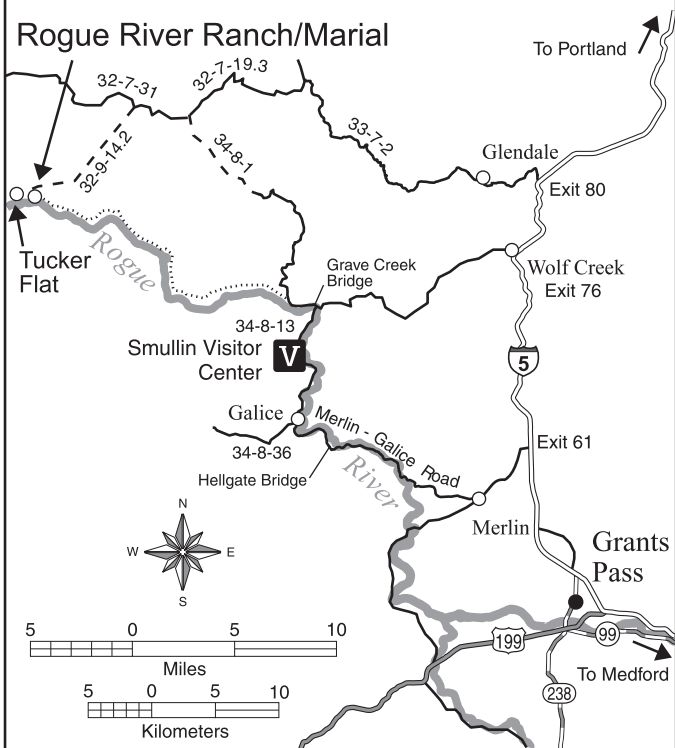 Rogue River Ranch/Marial
To Portland
32-7-31
32-7-19.3
33-7-2
32-9-14.2
34-8-1
Glendale
Exit 80
Tucker
Flat
Rogue
Grave Creek
Bridge
Wolf Creek
Exit 76
34-8-13
Smullin Visitor
Center
V
5
Galice
Merlin - Galice Road
Exit 61
34-8-36
Hellgate Bridge
River
Merlin
Grants
Pass
N
W
E
S
199
99
To Medford
238
5
0
5
10
Miles
5
0
5
10
Kilometers